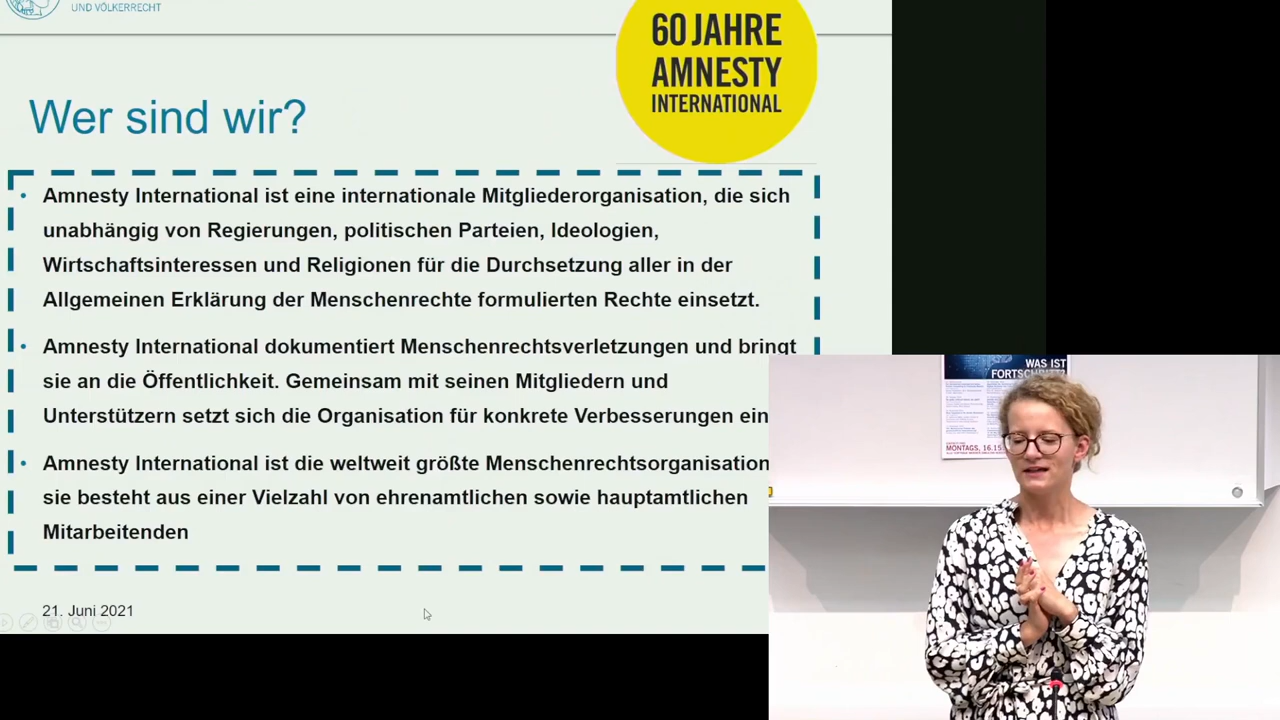 UND VÖLKERRECHT
60 JAHRE
AMNESTY
INTERNATIONAL
Wer sind wir?
• Amnesty International ist eine internationale Mitgliederorganisation, die sich
unabhängig von Regierungen, politischen Parteien, Ideologien,
Wirtschaftsinteressen und Religionen für die Durchsetzung aller in der
Allgemeinen Erklärung der Menschenrechte formulierten Rechte einsetzt.
• Amnesty International dokumentiert Menschenrechtsverletzungen und bringt
sie an die Öffentlichkeit. Gemeinsam mit seinen Mitgliedern und
Unterstützern setzt sich die Organisation für konkrete Verbesserungen ein
• Amnesty International ist die weltweit größte Menschenrechtsorganisation
sie besteht aus einer Vielzahl von ehrenamtlichen sowie hauptamtlichen
Mitarbeitenden
21. Juni 2021
WAS IST
FORTSCHRITT?
MONTAGS, 16.15